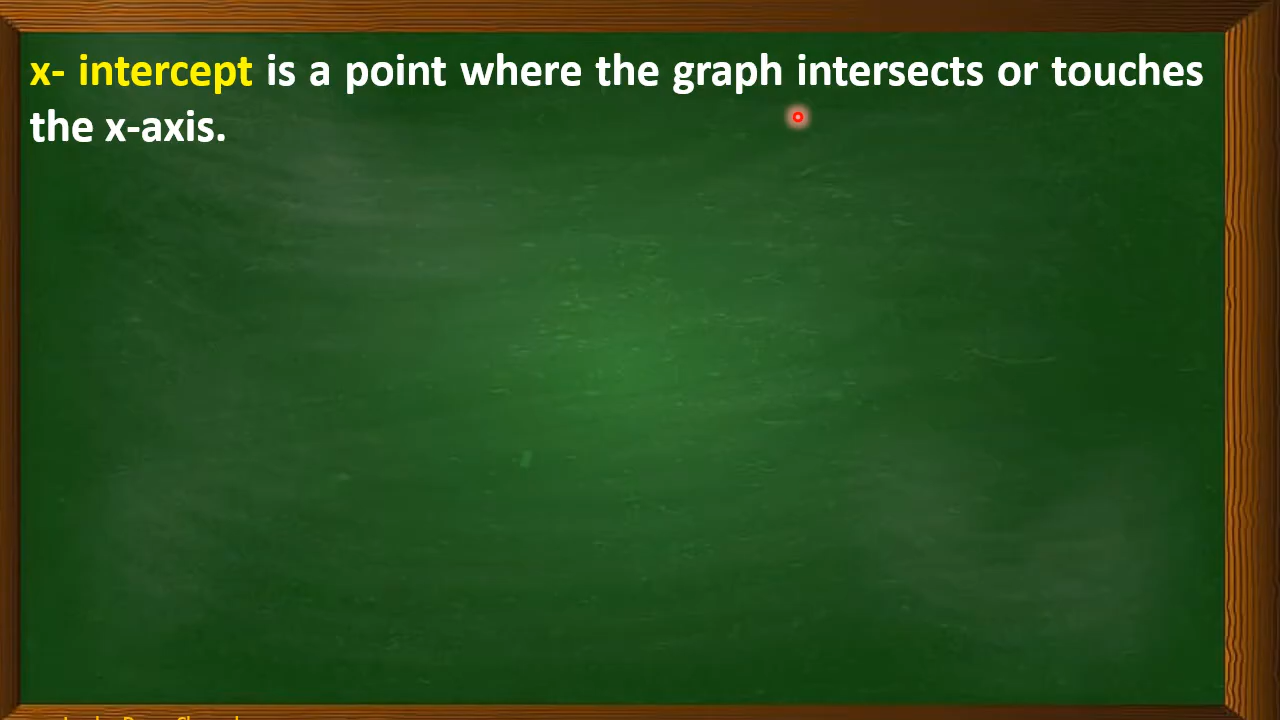 x- intercept is a point where the graph intersects or touches
the x-axis.